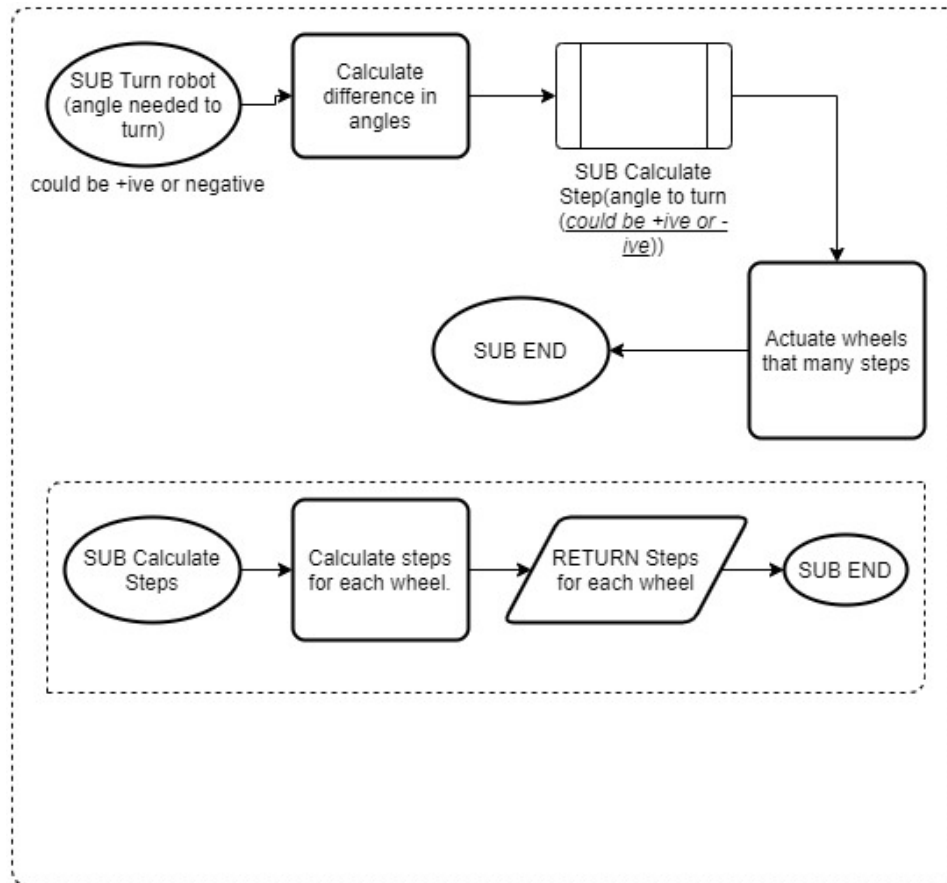 SUB Turn robot
(angle needed to
turn)
could be +ive or negative
Calculate
difference in
angles
SUB Calculate
Step(angle to turn
(could be +ive or -
ive))
Actuate wheels
that many steps
SUB END
SUB Calculate
Steps
Calculate steps
for each wheel.
RETURN Steps
for each wheel
SUB END